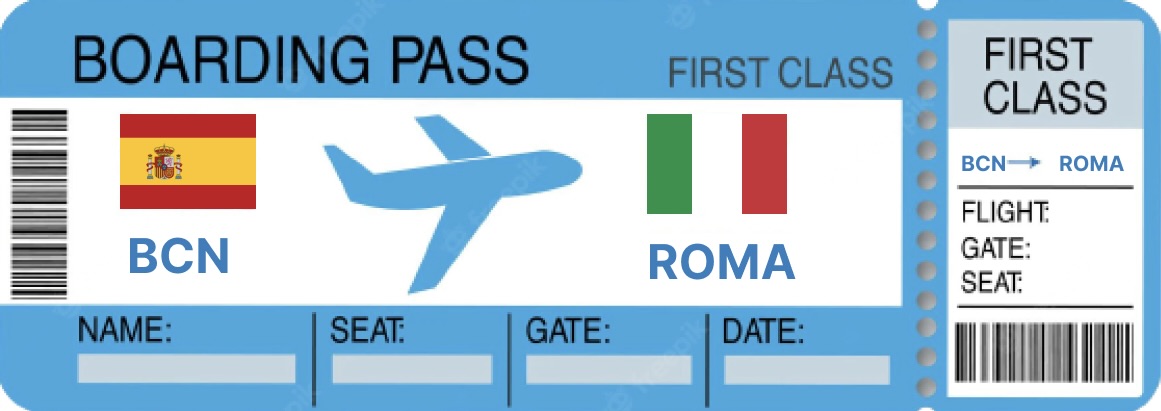 BOARDING PASS
FIRST CLASS
BCN
ROMA
NAME:
SEAT:
GATE:
DATE:
FIRST
CLASS
BCN→ ROMA
FLIGHT:
GATE:
SEAT: